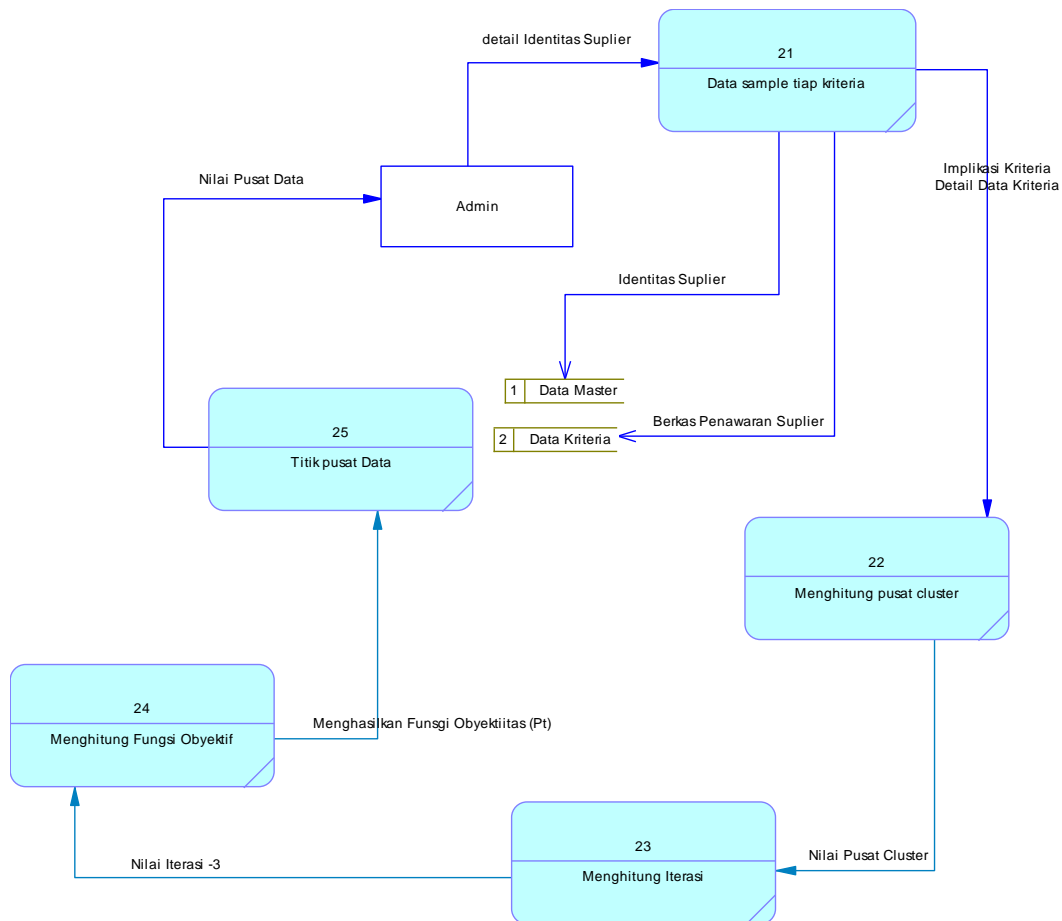 detail Identitas Suplier
21
Data sample tiap kriteria
Implikasi Kriteria
Detail Data Kriteria
Nilai Pusat Data
Admin
Identitas Suplier
1 Data Master
Berkas Penawaran Suplier
2 Data Kriteria
25
Titik pusat Data
22
Menghitung pusat cluster
24
Menghitung Fungsi Obyektif
Menghasilkan Funsgi Obyektiitas (Pt)
23
Menghitung Iterasi
Nilai Pusat Cluster
Nilai Iterasi -3